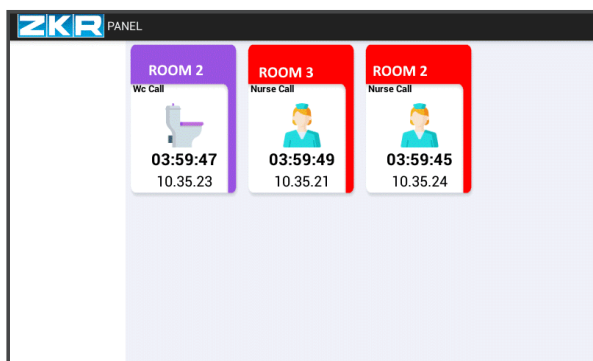 ZKR PANEL
ROOM 2
Wc Call
03:59:47
10.35.23
ROOM 3
Nurse Call
03:59:49
10.35.21
ROOM 2
Nurse Call
03:59:45
10.35.24